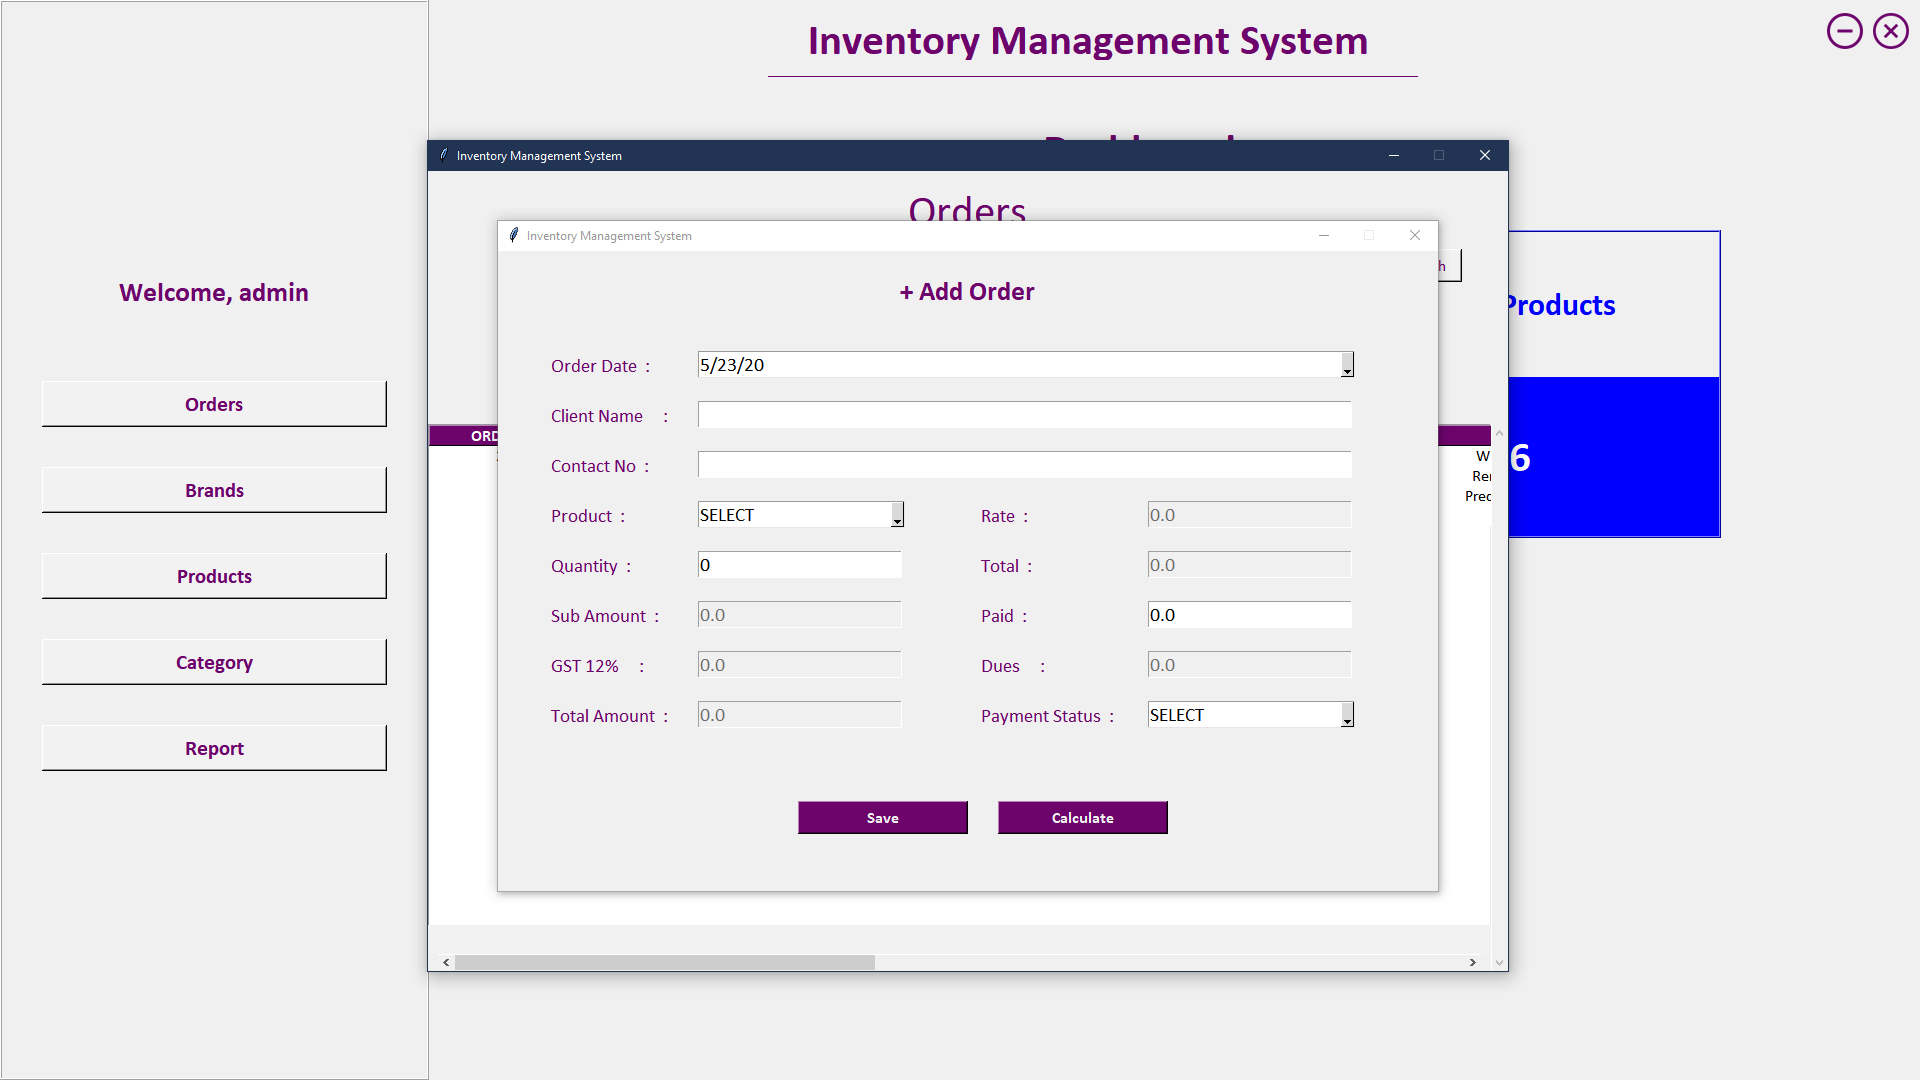 Inventory Management System
Inventory Management System
Orders
Inventory Management System
+ Add Order
Welcome, admin
Orders
Brands
Products
Category
Report
Order Date :
5/23/20
Client Name :
Contact No :
Product :
SELECT
Rate :
0.0
Quantity :
0
Total :
0.0
Sub Amount :
0.0
Paid :
0.0
GST 12% :
0.0
Dues :
0.0
Total Amount :
0.0
Payment Status :
SELECT
Save
Calculate
h
Products
6
ORD
W
Rer
Prec